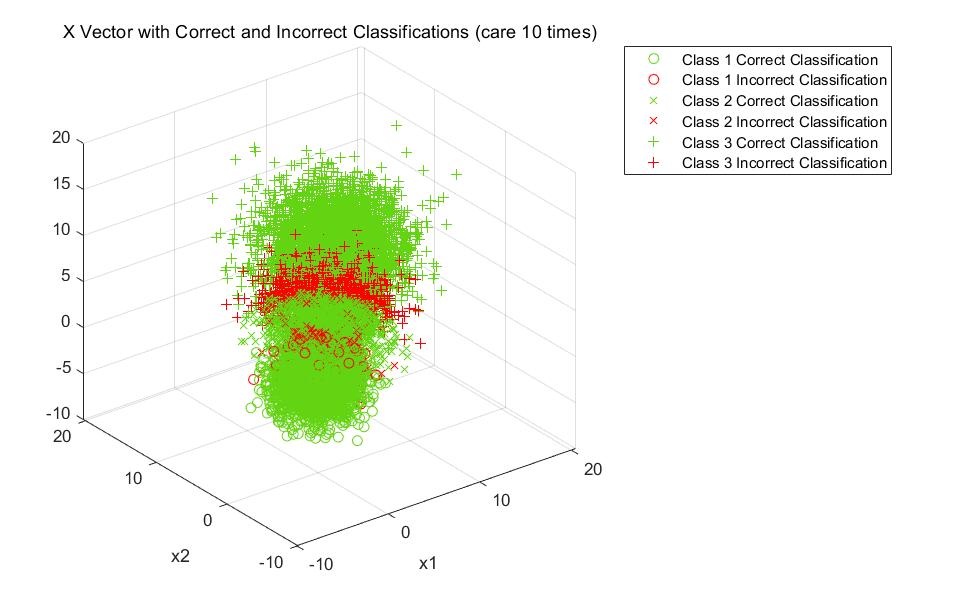 X Vector with Correct and Incorrect Classifications (care 10 times)
Class 1 Correct Classification
Class 1 Incorrect Classification
Class 2 Correct Classification
Class 2 Incorrect Classification
Class 3 Correct Classification
Class 3 Incorrect Classification
20
15
10
5
0
-5
-10
20
10
0
-10
x2
-10
0
10
20
x1